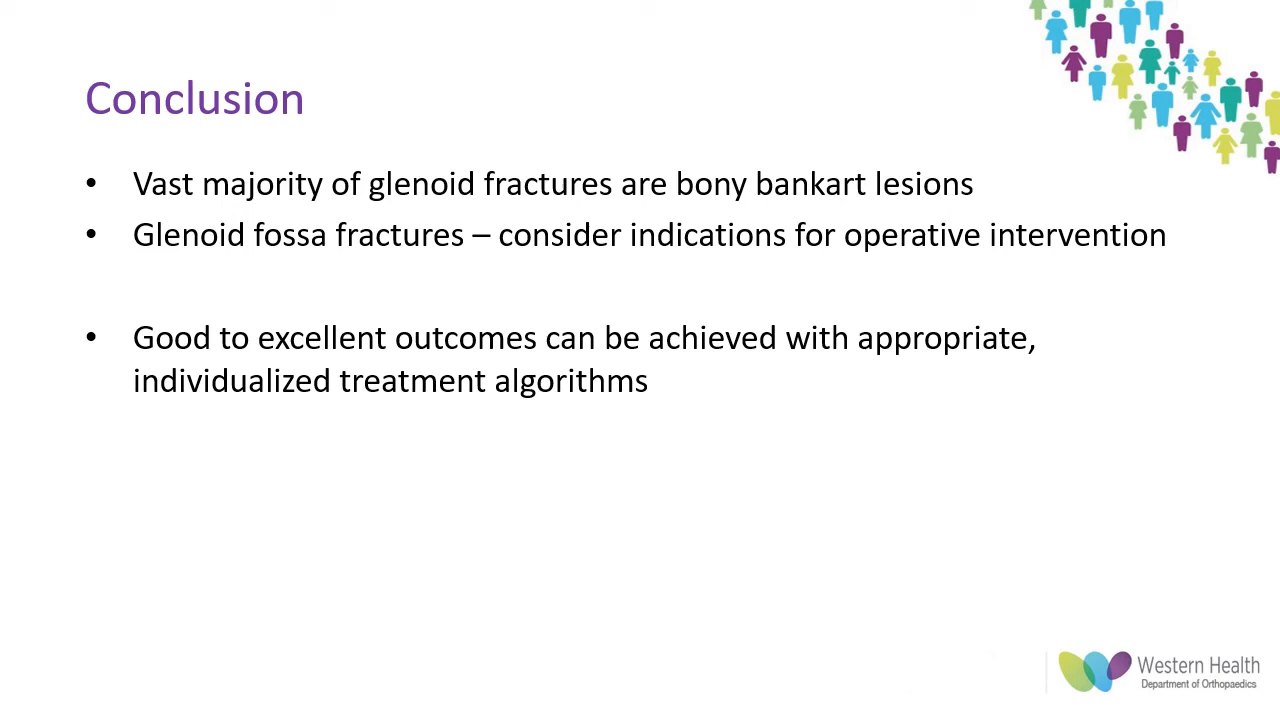 Conclusion
• Vast majority of glenoid fractures are bony bankart lesions
• Glenoid fossa fractures – consider indications for operative intervention
• Good to excellent outcomes can be achieved with appropriate,
individualized treatment algorithms
Western Health
Department of Orthopaedics